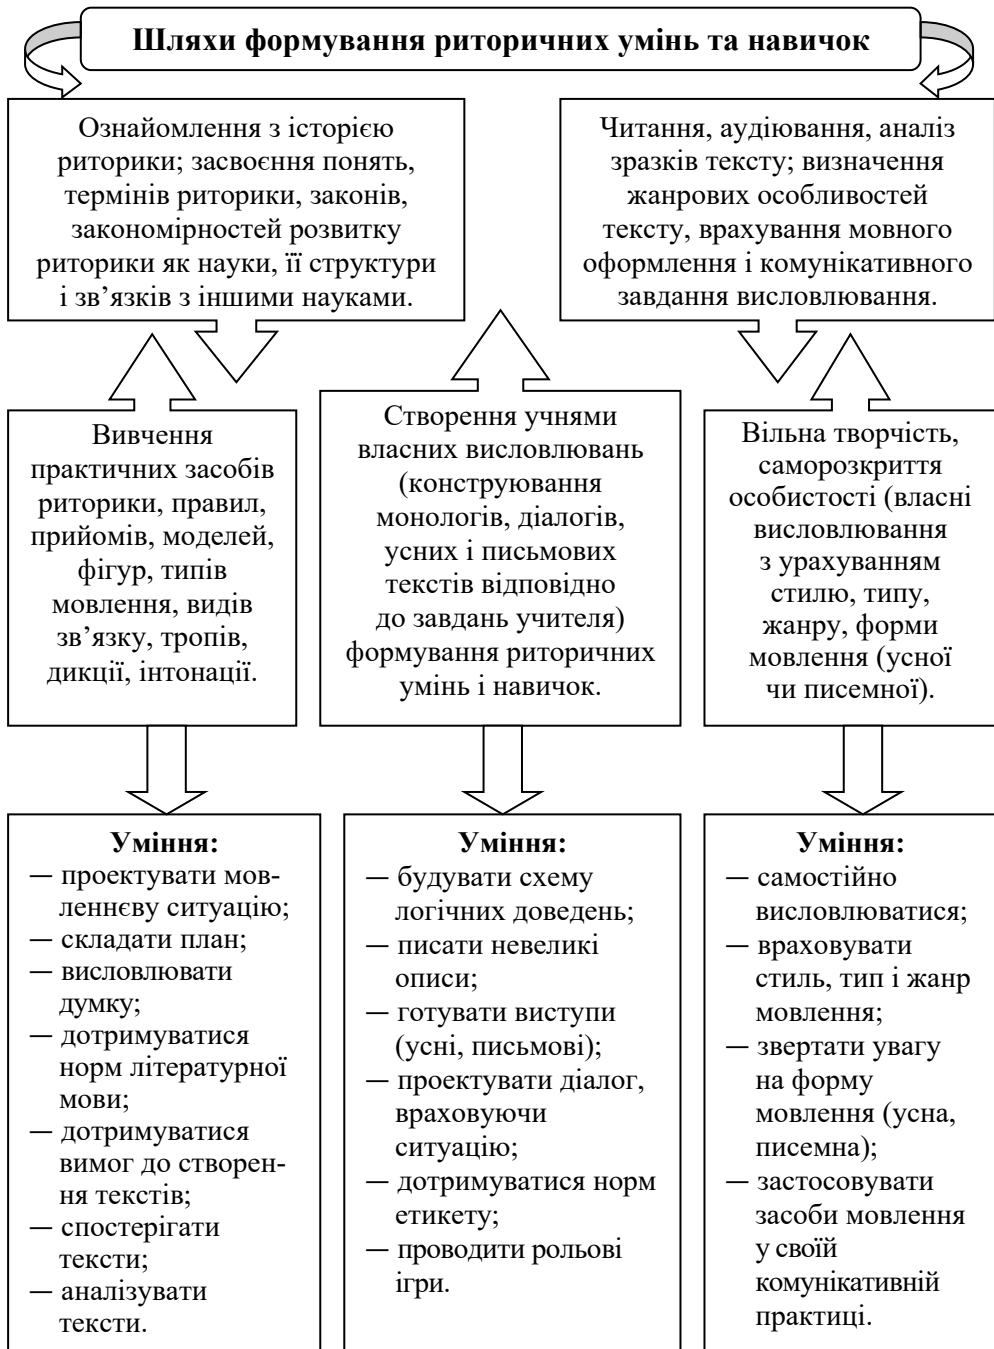 Шляхи формування риторичних умінь та навичок
Ознайомлення з історією
риторики; засвоєння понять,
термінів риторики, законів,
закономірностей розвитку
риторики як науки, її структури
і зв’язків з іншими науками.
Читання, аудіювання, аналіз
зразків тексту; визначення
жанрових особливостей
тексту, врахування мовного
оформлення і комунікативного
завдання висловлювання.
Вивчення
практичних засобів
риторики, правил,
прийомів, моделей,
фігур, типів
мовлення, видів
зв’язку, тропів,
дикції, інтонації.
Створення учнями
власних висловлювань
(конструювання
монологів, діалогів,
усних і письмових
текстів відповідно
до завдань учителя)
формування риторичних
умінь і навичок.
Вільна творчість,
саморозкриття
особистості (власні
висловлювання
з урахуванням
стилю, типу,
жанру, форми
мовлення (усної
чи писемної).
Уміння:
— проектувати мов-
леннєву ситуацію;
— складати план;
— висловлювати
думку;
— дотримуватися
норм літературної
мови;
— дотримуватися
вимог до створен-
ня текстів;
— спостерігати
тексти;
— аналізувати
тексти.
Уміння:
— будувати схему
логічних доведень;
— писати невеликі
описи;
— готувати виступи
(усні, письмові);
— проектувати діалог,
враховуючи
ситуацію;
— дотримуватися норм
етикету;
— проводити рольові
ігри.
Уміння:
— самостійно
висловлюватися;
— враховувати
стиль, тип і жанр
мовлення;
— звертати увагу
на форму
мовлення (усна,
писемна);
— застосовувати
засоби мовлення
у своїй
комунікативній
практиці.